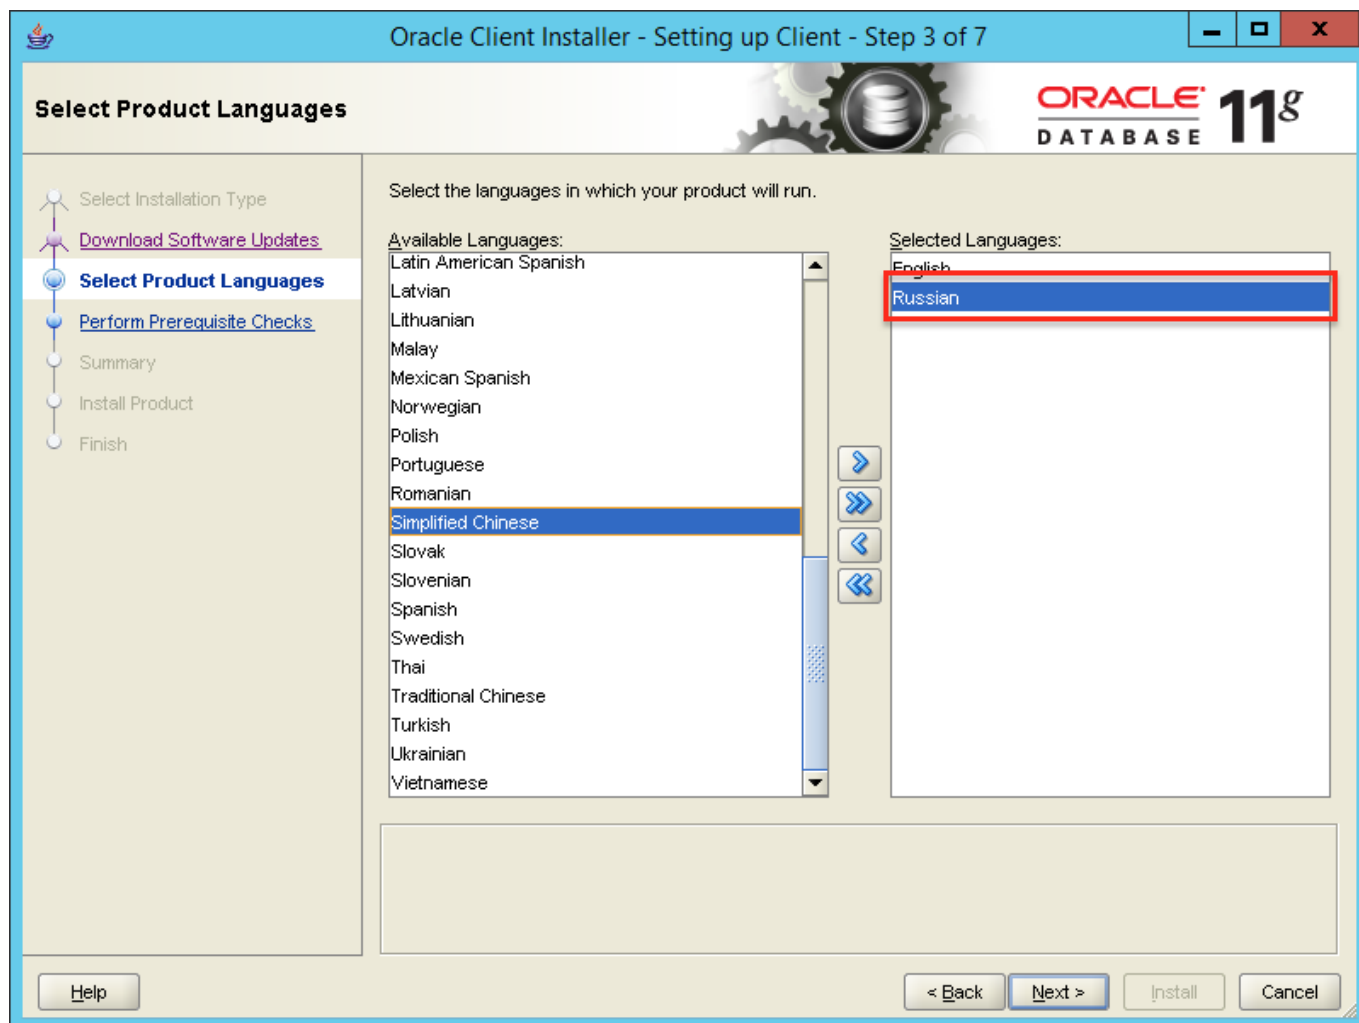 Oracle Client Installer - Setting up Client - Step 3 of 7
Select Product Languages
ORACLE
DATABASE
11g
Select Installation Type
Download Software Updates
Select Product Languages
Perform Prerequisite Checks
Summary
Install Product
Finish
Select the languages in which your product will run.
Available Languages:
Latin American Spanish
Latvian
Lithuanian
Malay
Mexican Spanish
Norwegian
Polish
Portuguese
Romanian
Simplified Chinese
Slovak
Slovenian
Spanish
Swedish
Thai
Traditional Chinese
Turkish
Ukrainian
Vietnamese
Selected Languages:
English
Russian
Help
< Back
Next >
Install
Cancel